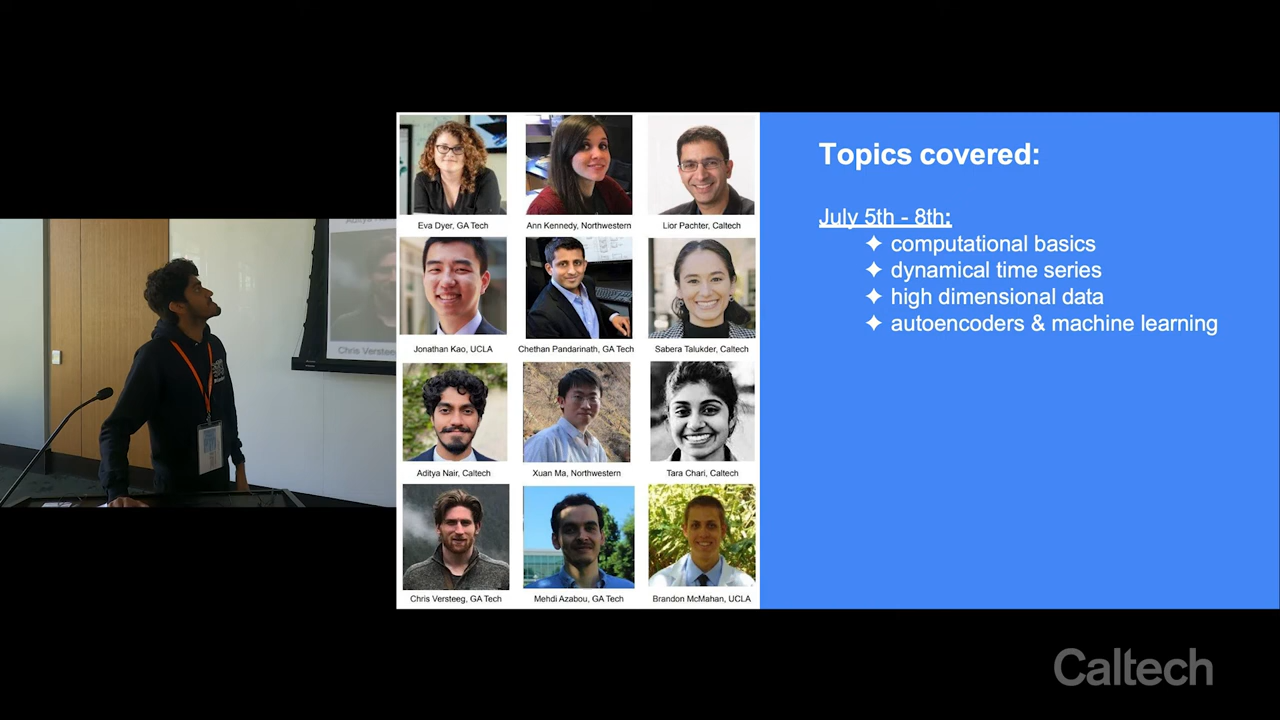 Eva Dyer, GA Tech
Ann Kennedy, Northwestern
Lior Pachter, Caltech
Jonathan Kao, UCLA
Chethan Pandarinath, GA Tech
Sabera Talukder, Caltech
Aditya Nair, Caltech
Xuan Ma, Northwestern
Tara Chari, Caltech
Chris Versteeg, GA Tech
Mehdi Azabou, GA Tech
Brandon McMahan, UCLA
Topics covered:
July 5th - 8th:
✦ computational basics
✦ dynamical time series
✦ high dimensional data
✦ autoencoders & machine learning
Chris Versteeg
Caltech